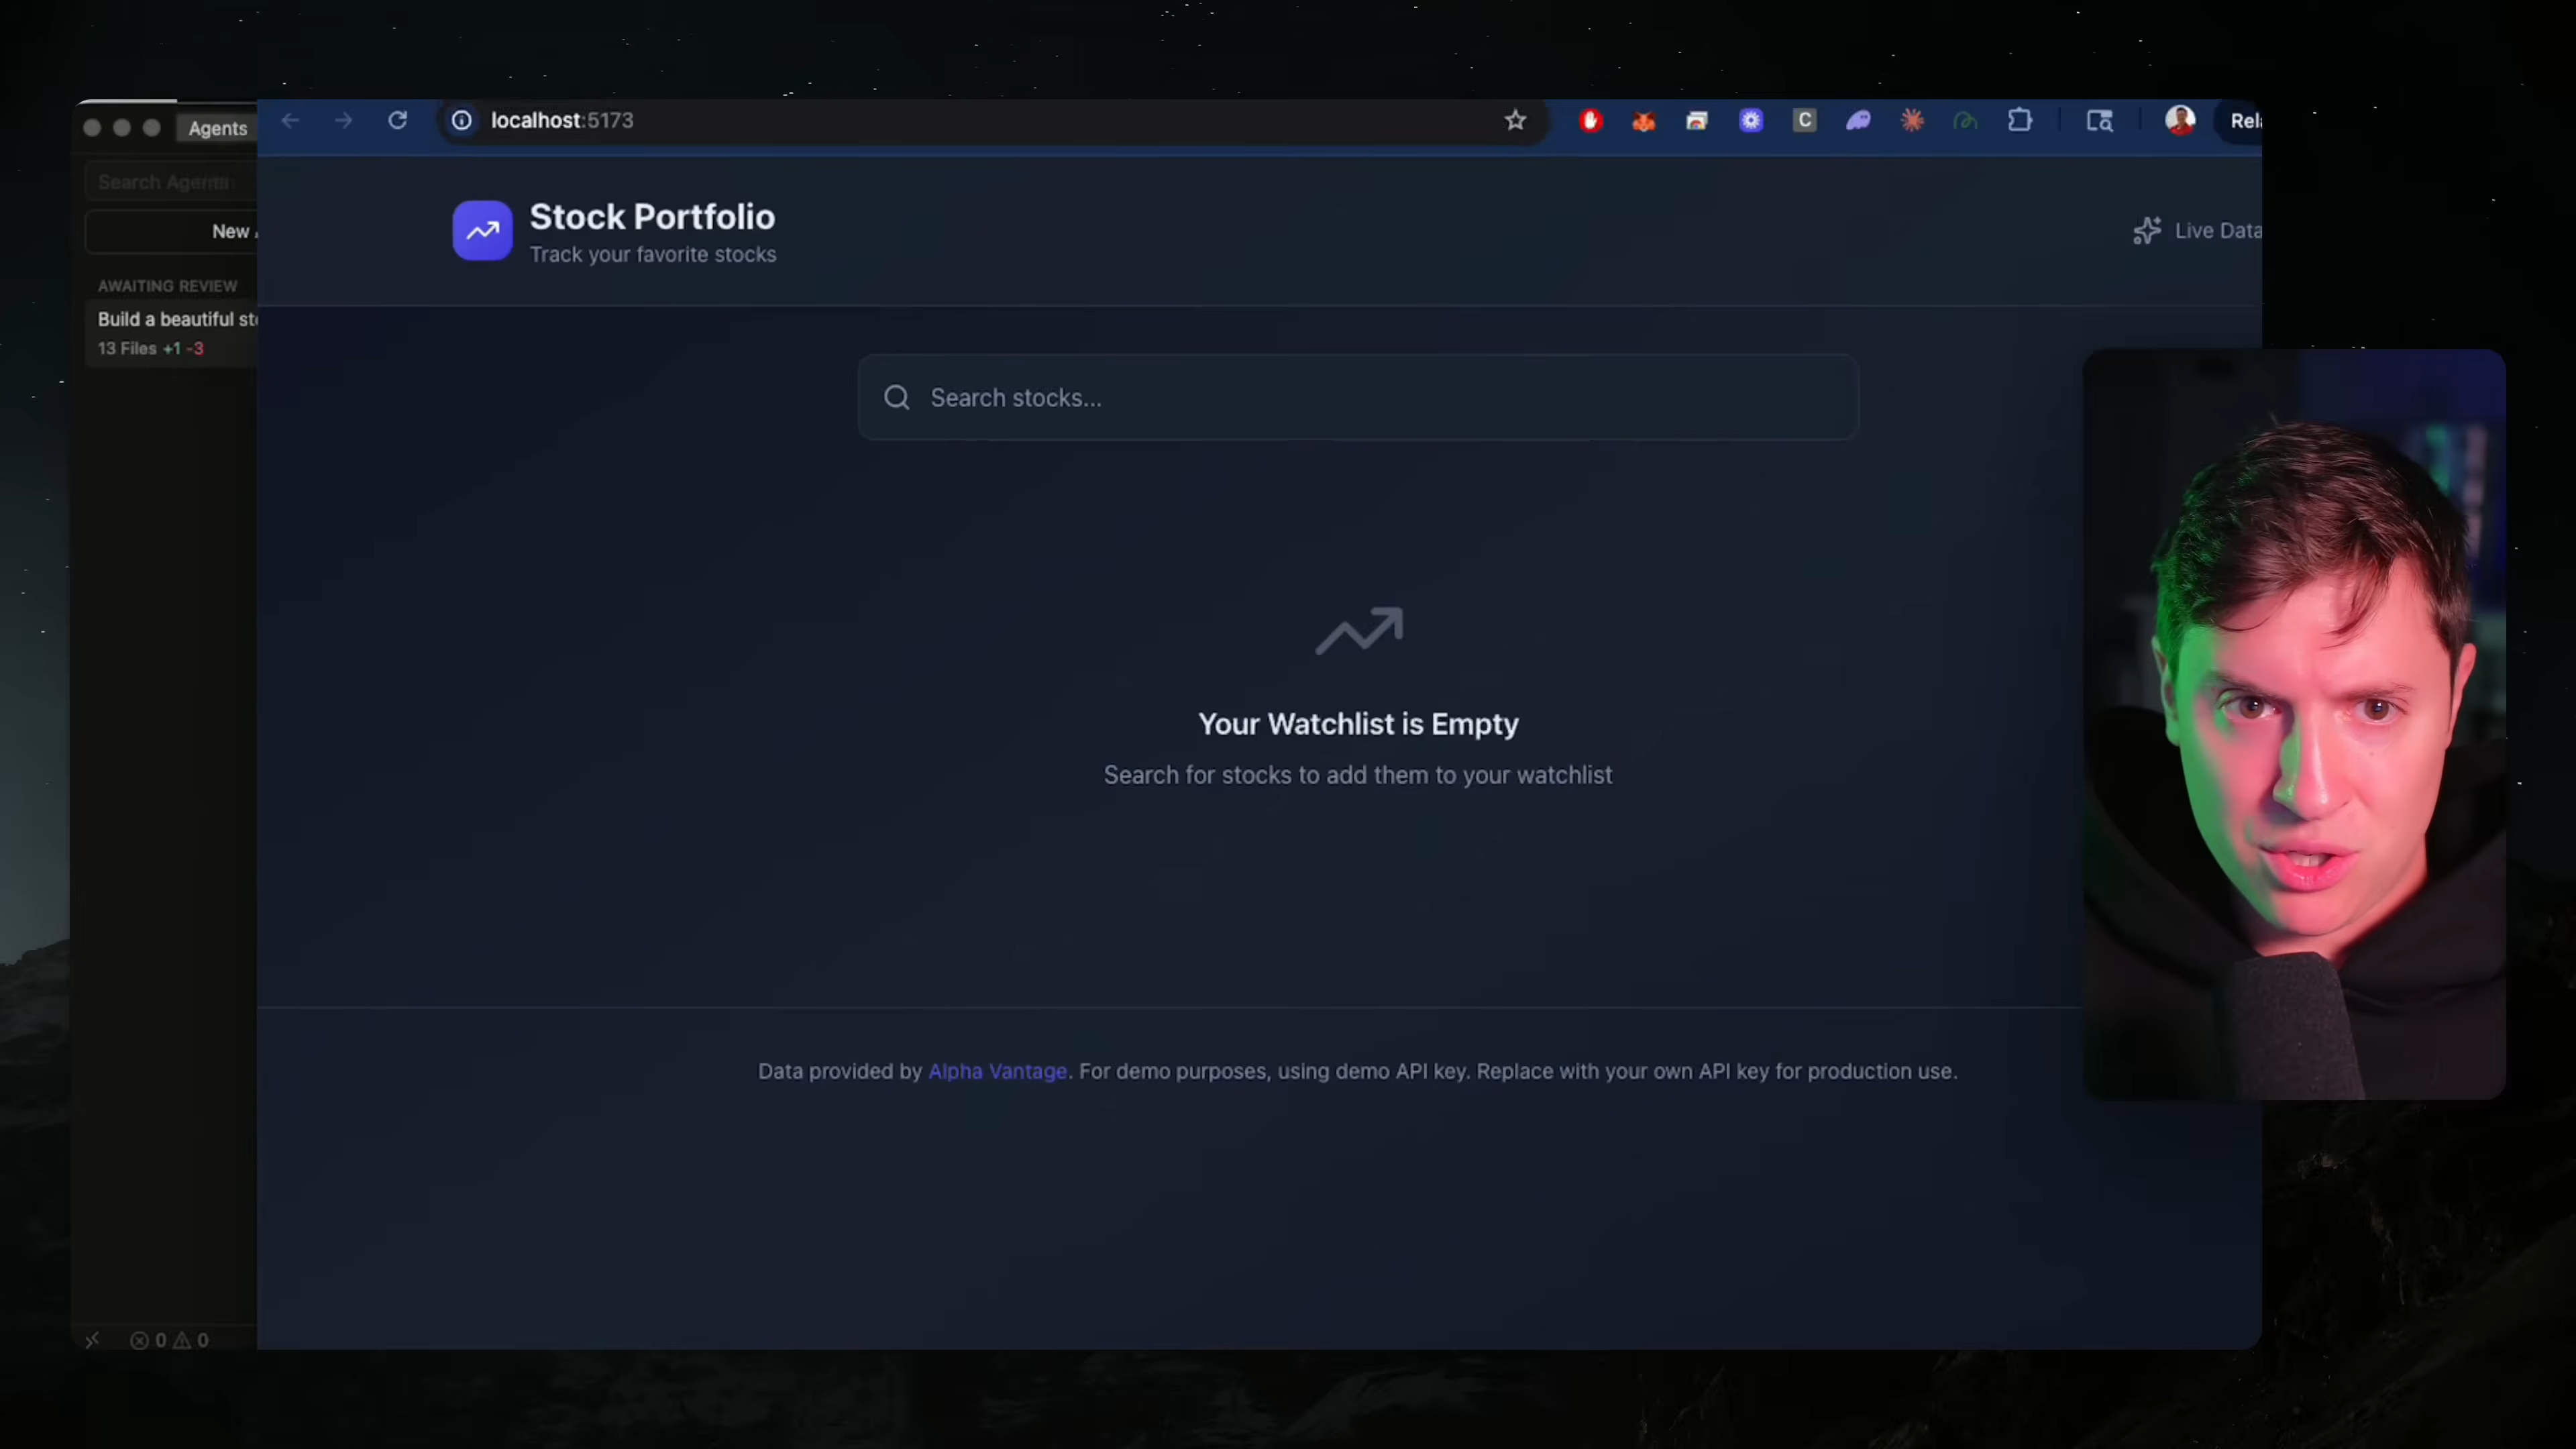 Agents
localhost:5173
Search Agents
New
AWAITING REVIEW
Build a beautiful
13 Files +1 -3
0 0
C
Stock Portfolio
Track your favorite stocks
Live Data
Search stocks...
Your Watchlist is Empty
Search for stocks to add them to your watchlist
Data provided by Alpha Vantage. For demo purposes, using demo API key. Replace with your own API key for production use.